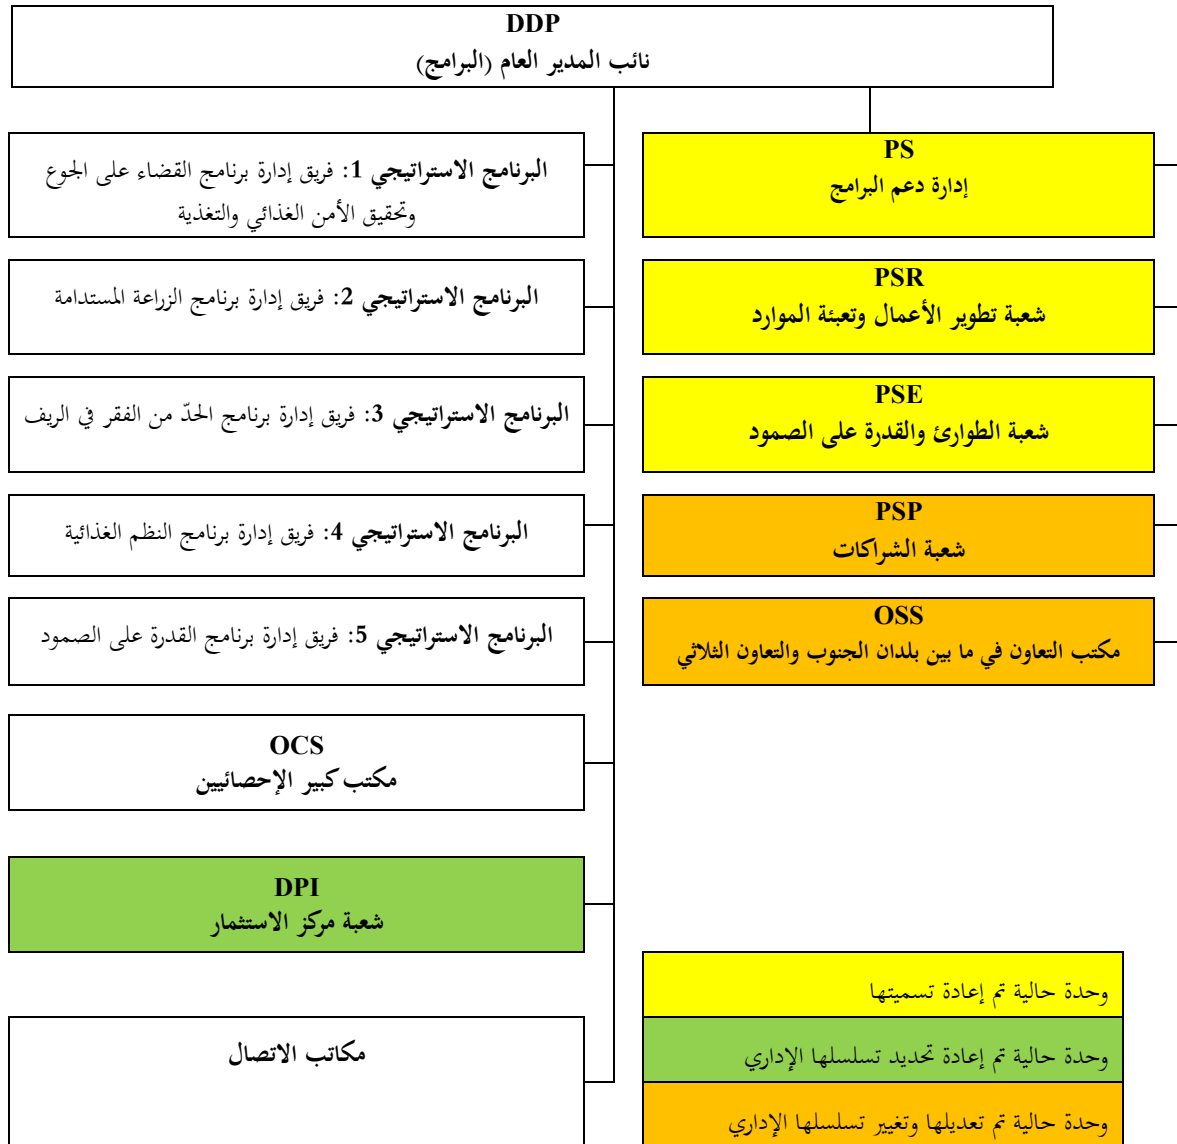 DDP
نائب المدير العام (البرامج)
PS
إدارة دعم البرامج
PSR
شعبة تطوير الأعمال وتعبئة الموارد
PSE
شعبة الطوارئ والقدرة على الصمود
PSP
شعبة الشراكات
OSS
مكتب التعاون في ما بين بلدان الجنوب والتعاون الثلاثي
البرنامج الاستراتيجي 1: فريق إدارة برنامج القضاء على الجوع
وتحقيق الأمن الغذائي والتغذية
البرنامج الاستراتيجي 2: فريق إدارة برنامج الزراعة المستدامة
البرنامج الاستراتيجي 3: فريق إدارة برنامج الحدّ من الفقر في الريف
البرنامج الاستراتيجي 4: فريق إدارة برنامج النظم الغذائية
البرنامج الاستراتيجي 5: فريق إدارة برنامج القدرة على الصمود
OCS
مكتب كبير الإحصائيين
DPI
شعبة مركز الاستثمار
مكاتب الاتصال
وحدة حالية تم إعادة تسميتها
وحدة حالية تم إعادة تحديد تسلسلها الإداري
وحدة حالية تم تعديلها وتغيير تسلسلها الإداري